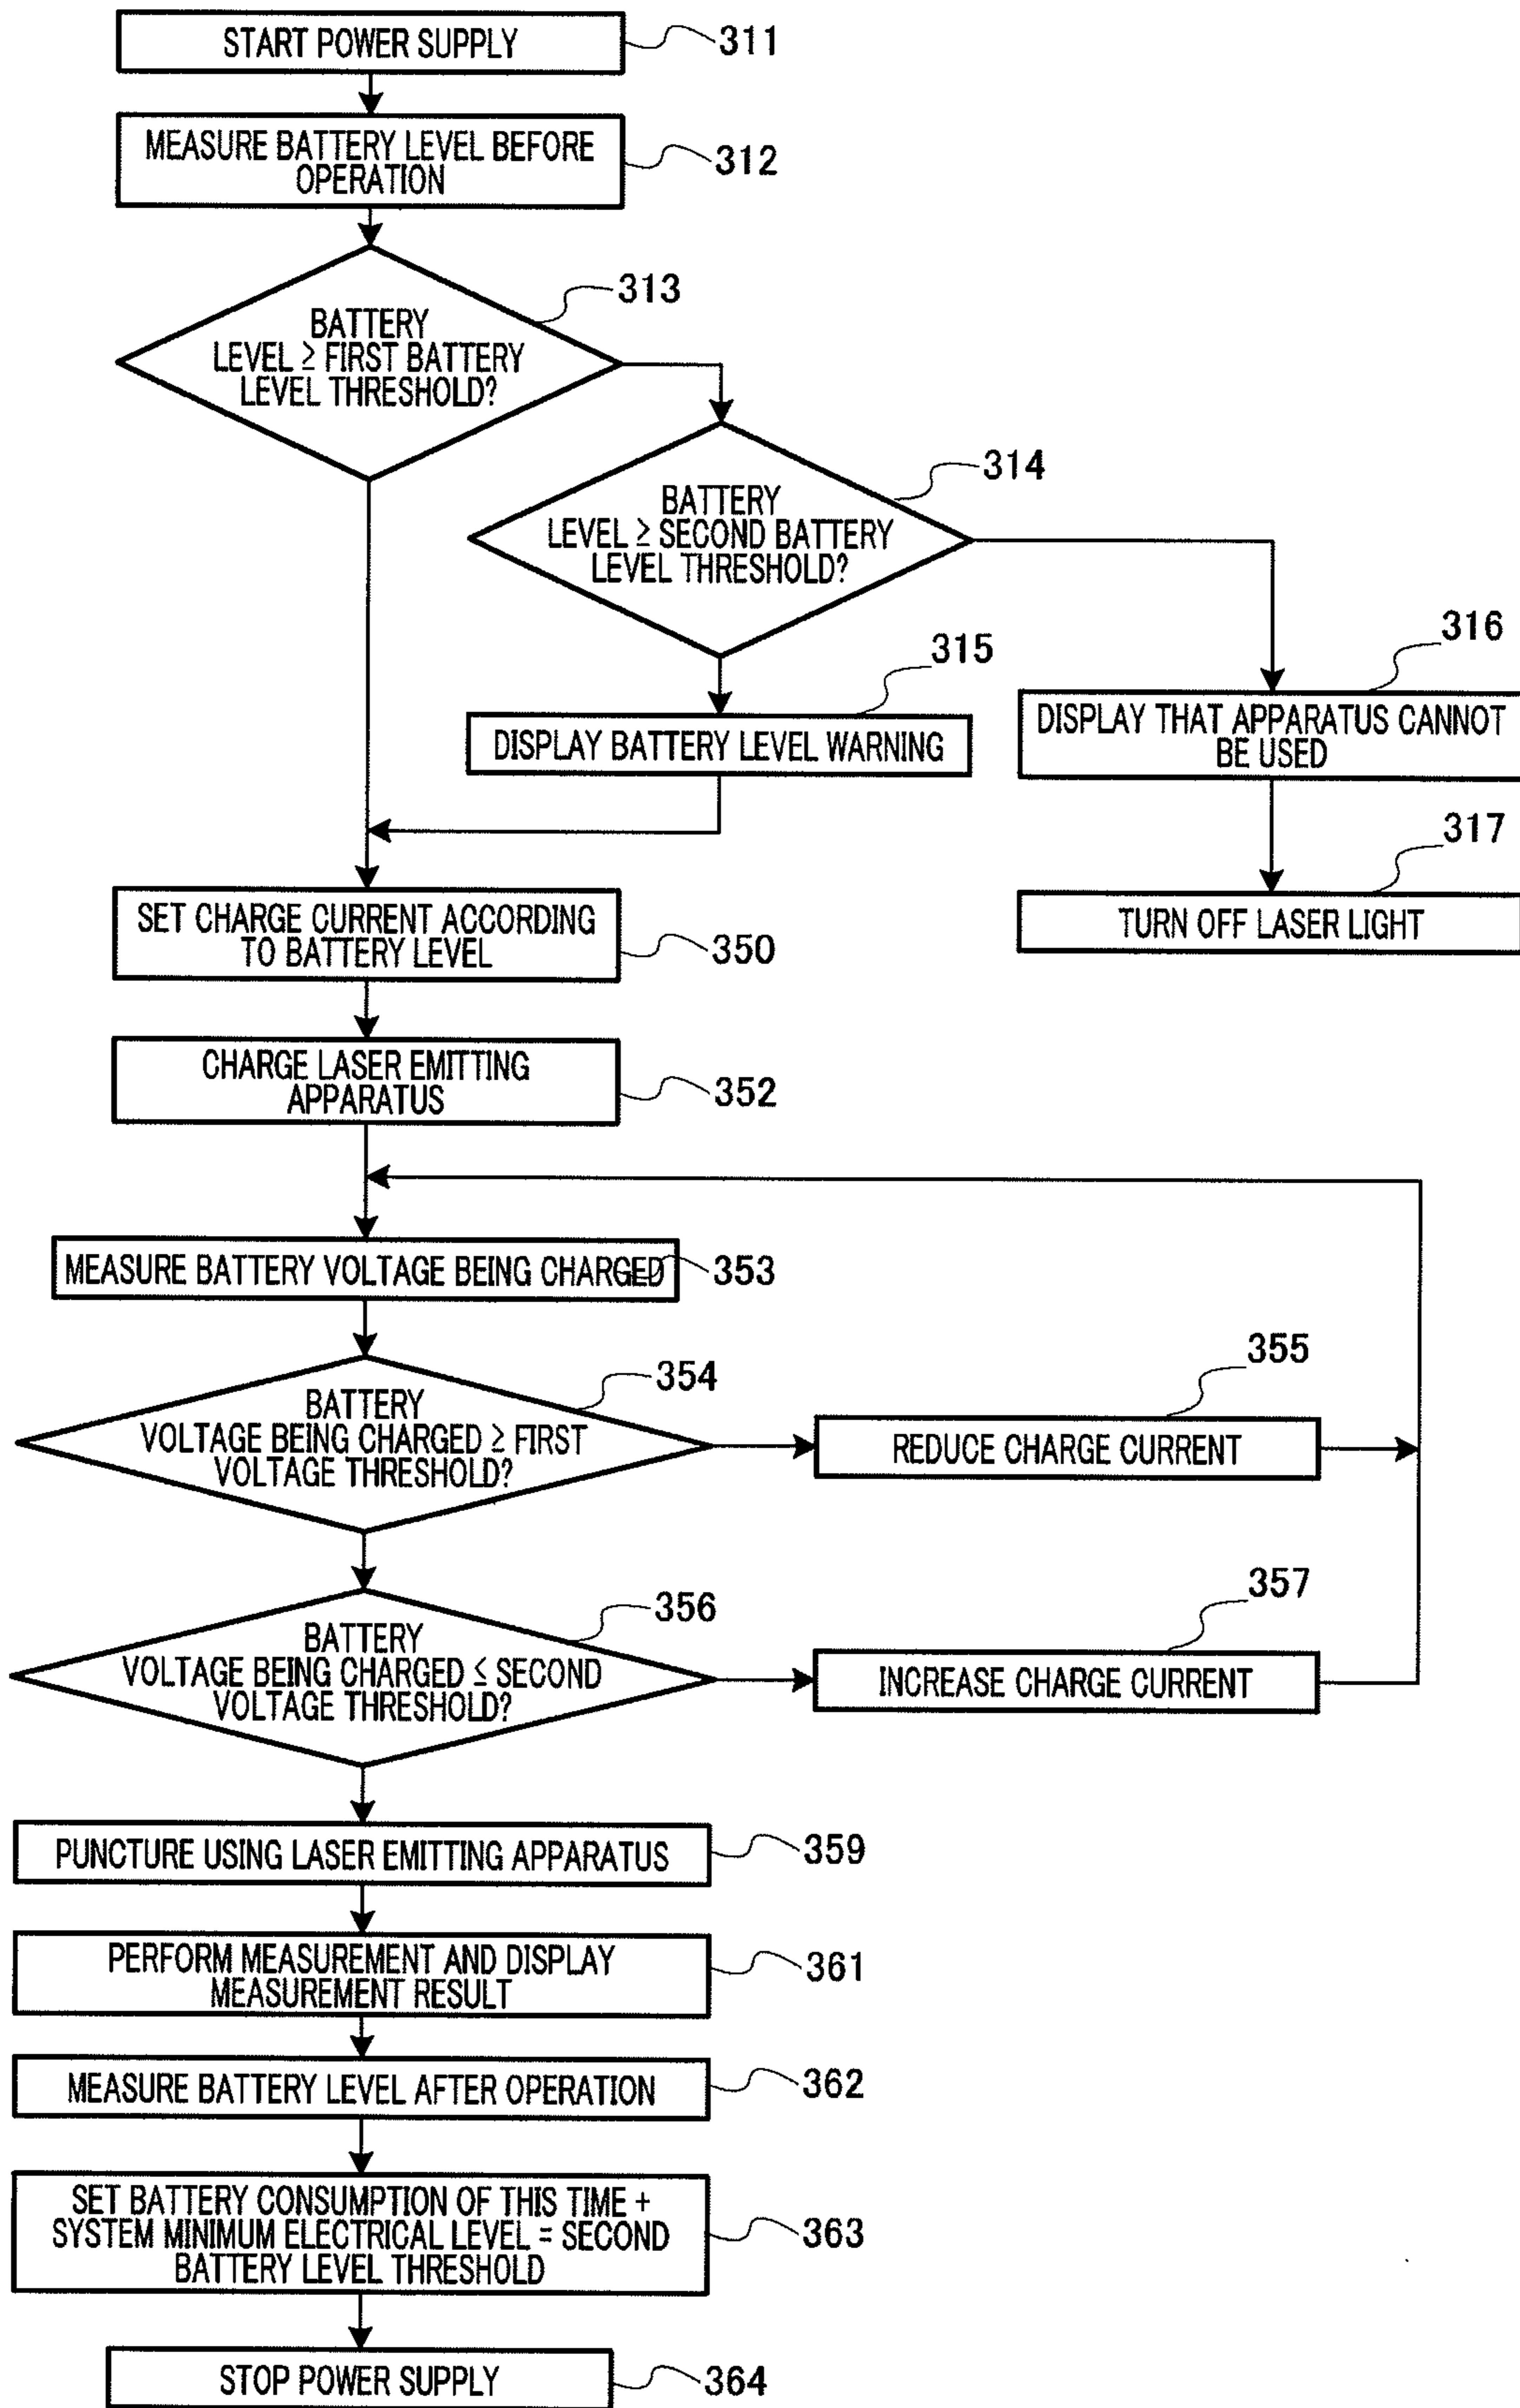 START POWER SUPPLY
311
MEASURE BATTERY LEVEL BEFORE
OPERATION
312
313
BATTERY
LEVEL ≥ FIRST BATTERY
LEVEL THRESHOLD?
314
BATTERY
LEVEL ≥ SECOND BATTERY
LEVEL THRESHOLD?
315
DISPLAY BATTERY LEVEL WARNING
316
DISPLAY THAT APPARATUS CANNOT
BE USED
317
TURN OFF LASER LIGHT
SET CHARGE CURRENT ACCORDING
TO BATTERY LEVEL
350
CHARGE LASER EMITTING
APPARATUS
352
MEASURE BATTERY VOLTAGE BEING CHARGED
353
354
BATTERY
VOLTAGE BEING CHARGED ≥ FIRST
VOLTAGE THRESHOLD?
355
REDUCE CHARGE CURRENT
356
BATTERY
VOLTAGE BEING CHARGED ≤ SECOND
VOLTAGE THRESHOLD?
357
INCREASE CHARGE CURRENT
PUNCTURE USING LASER EMITTING APPARATUS
359
PERFORM MEASUREMENT AND DISPLAY
MEASUREMENT RESULT
361
MEASURE BATTERY LEVEL AFTER OPERATION
362
SET BATTERY CONSUMPTION OF THIS TIME +
SYSTEM MINIMUM ELECTRICAL LEVEL = SECOND
BATTERY LEVEL THRESHOLD
363
STOP POWER SUPPLY
364